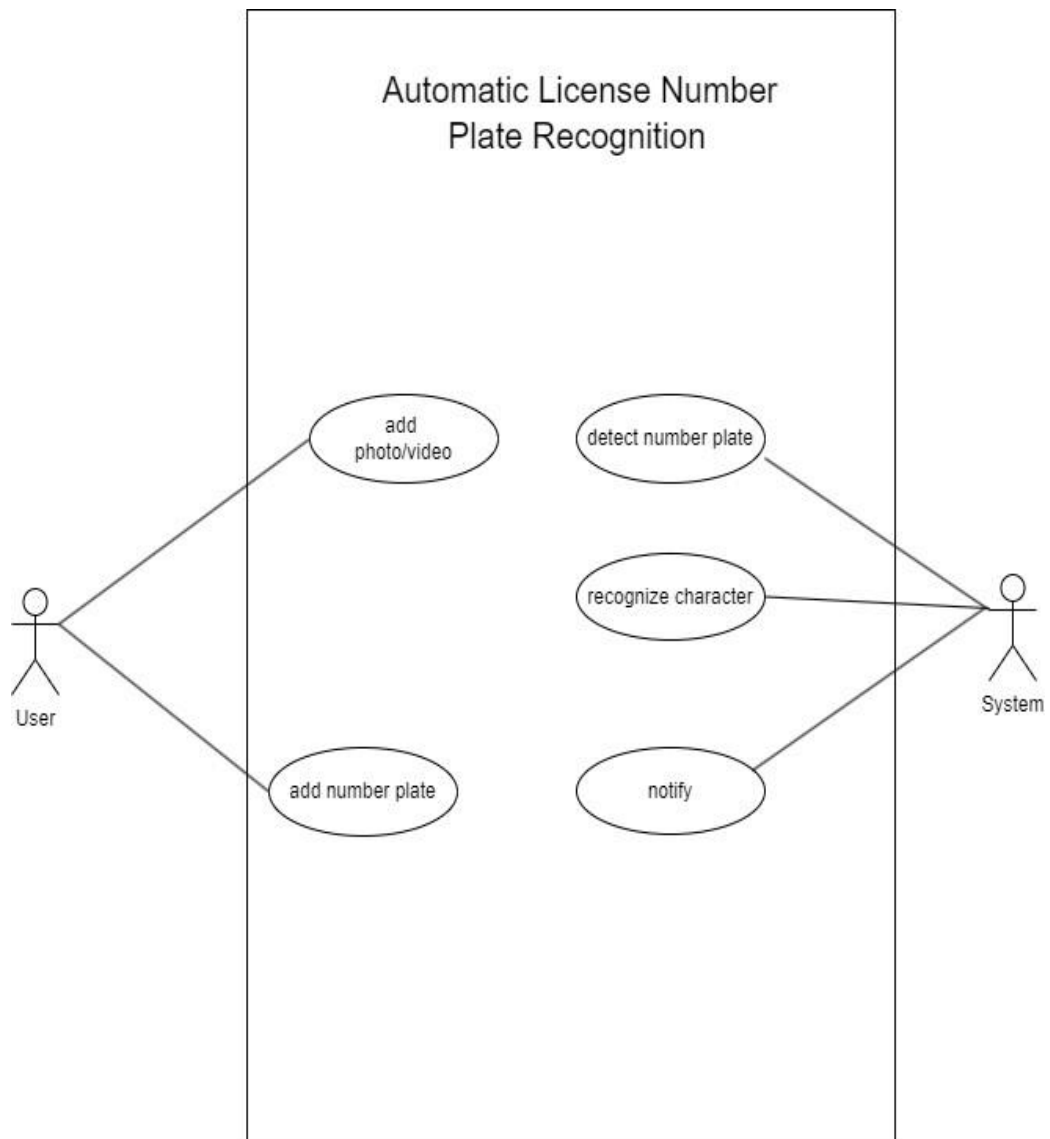 Automatic License Number
Plate Recognition
add
photo/video
detect number plate
recognize character
User
System
add number plate
notify